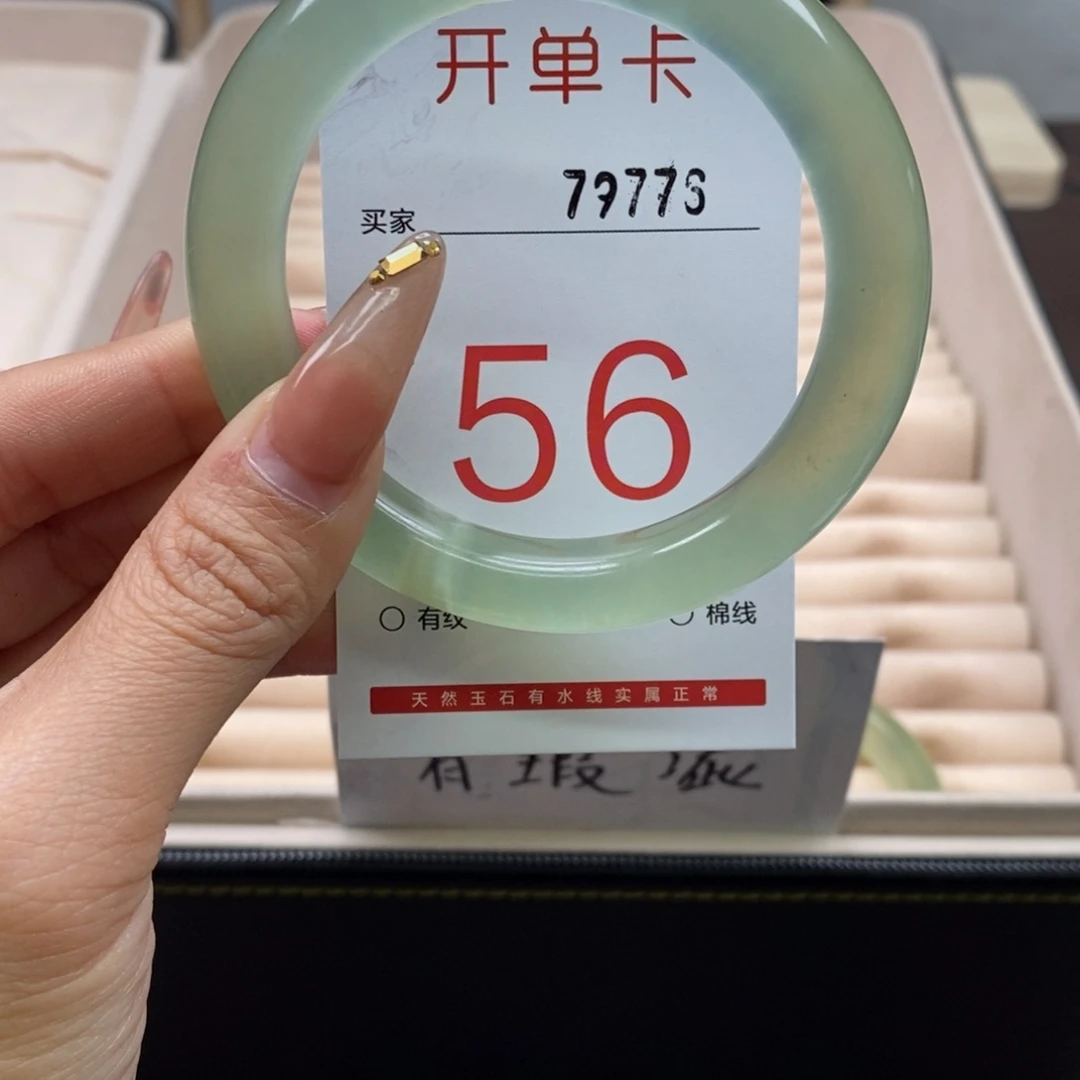 开单卡
买家 79776
56
○ 有纹 ○ 棉线
天然玉石有水线实属正常
有 瑕疵